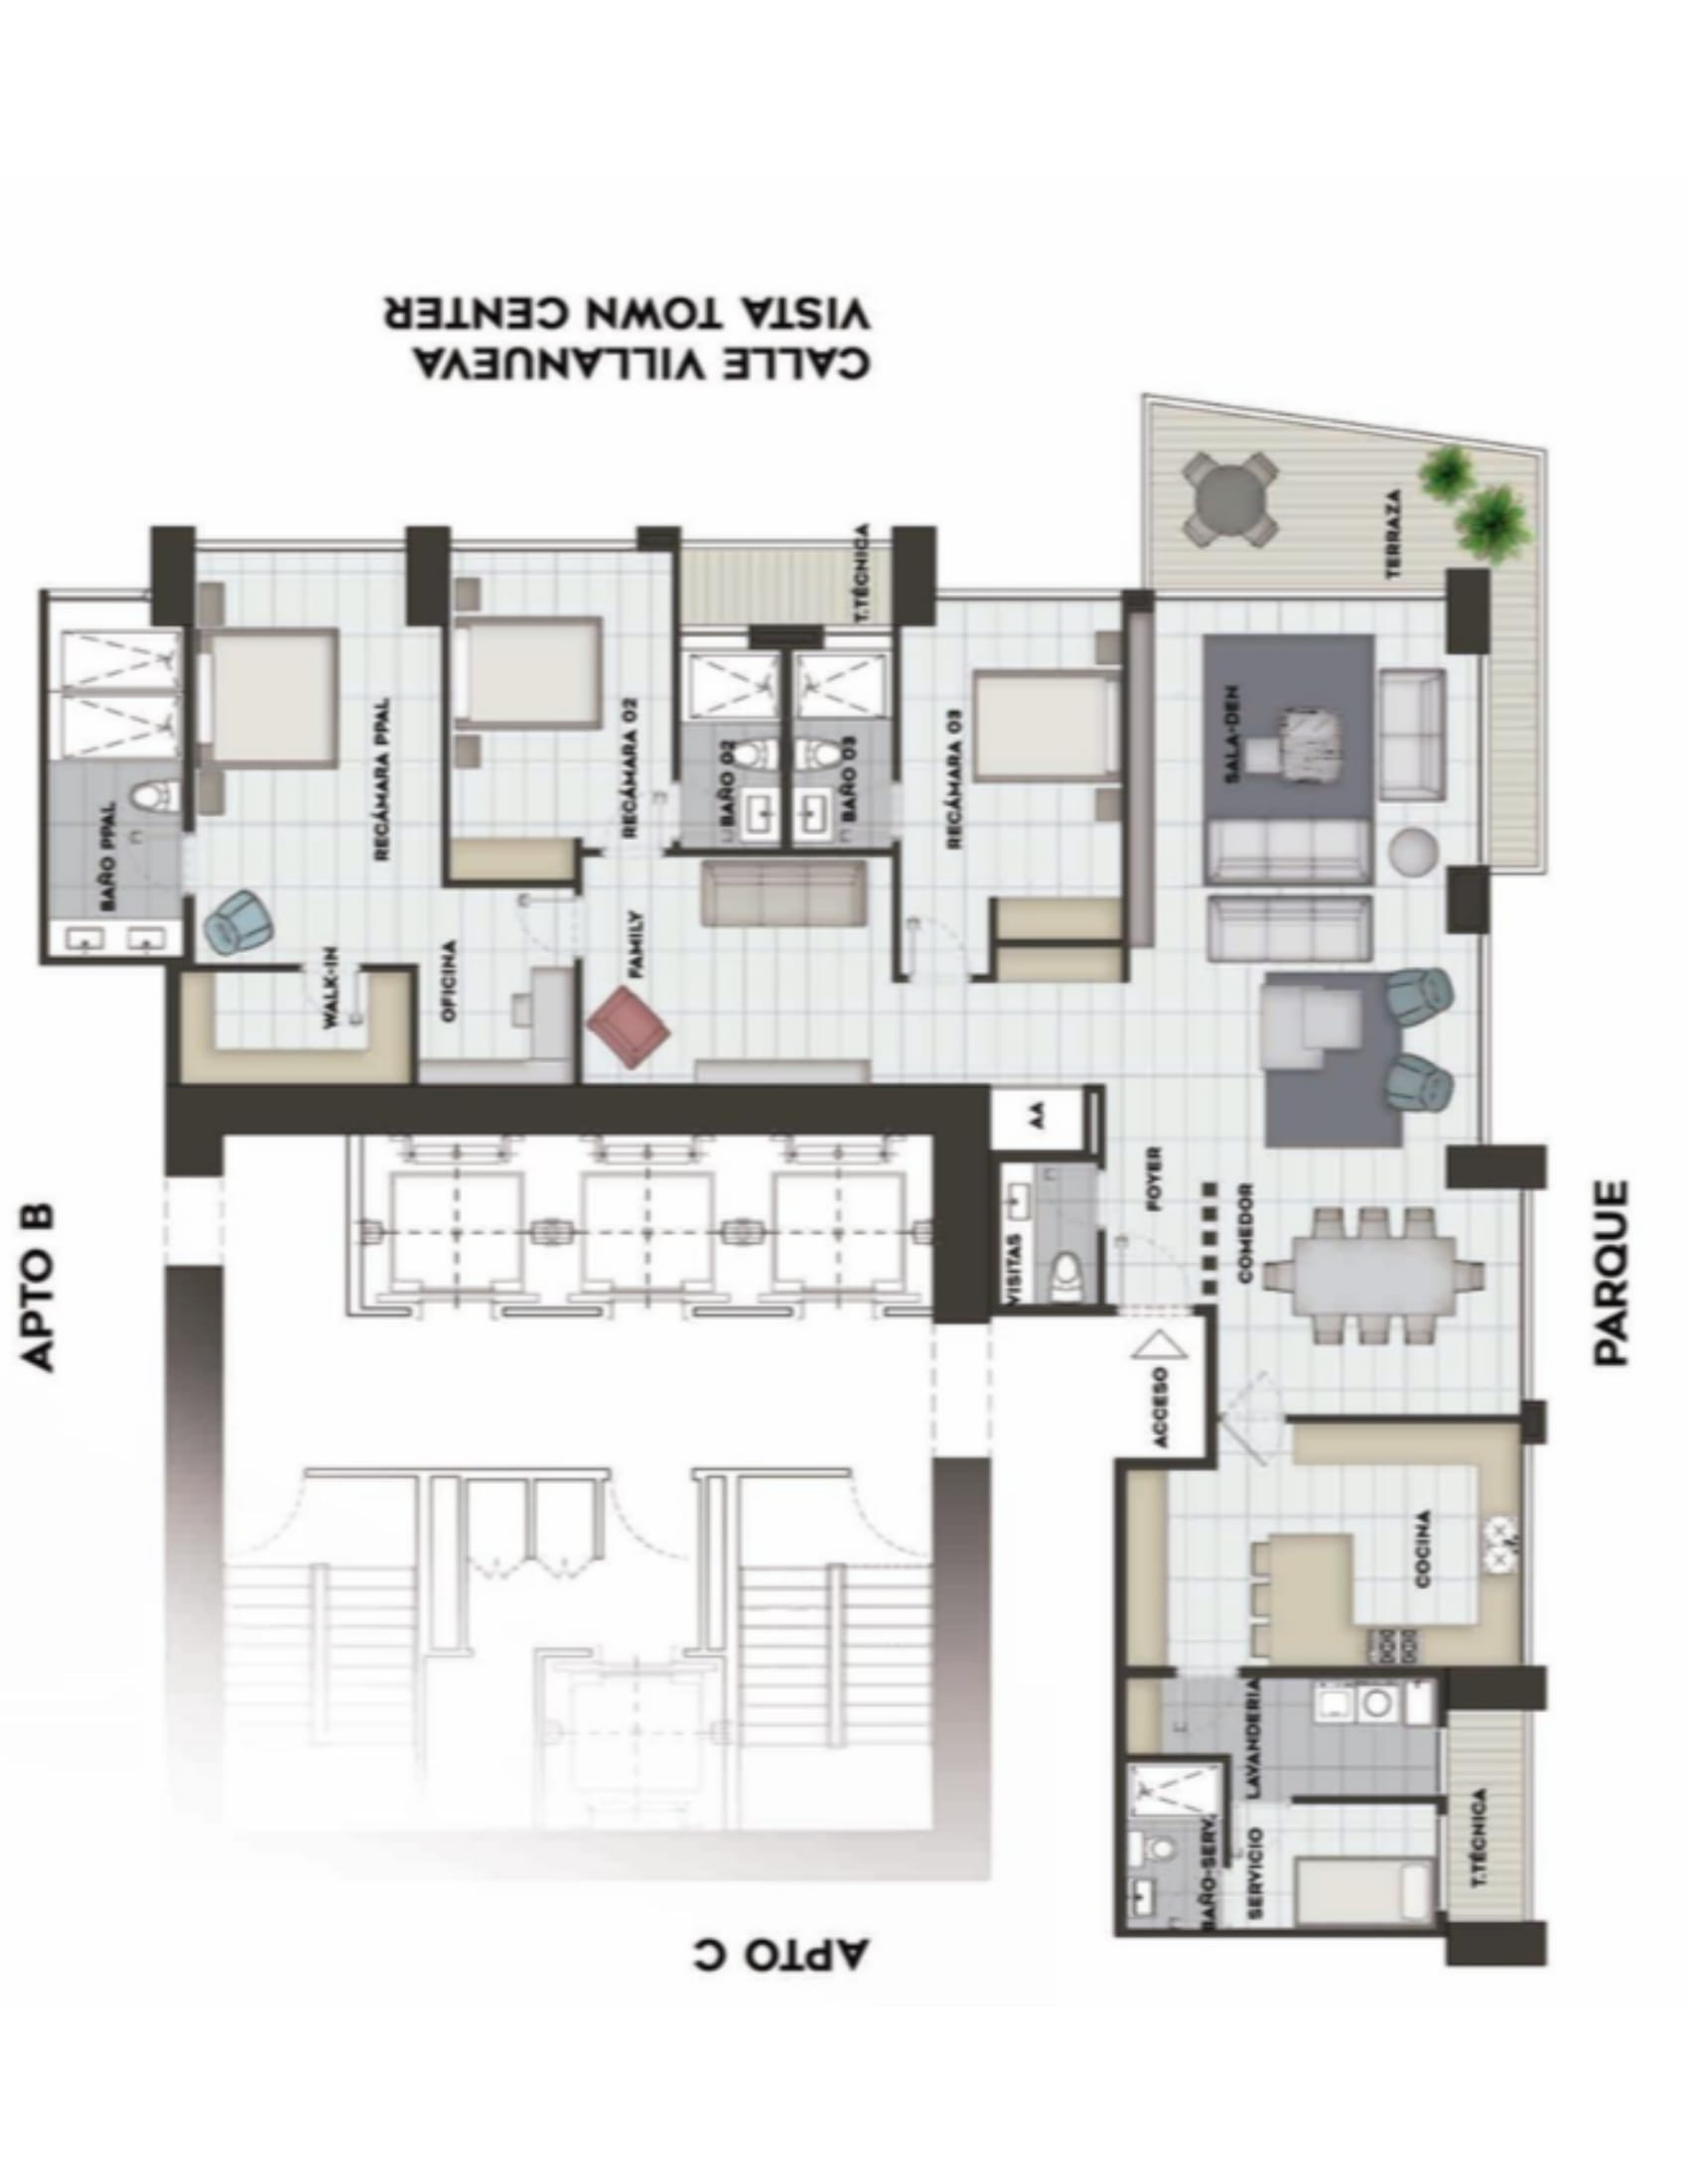 CALLE VILLANUEVA
VISTA TOWN CENTER
APTO B
APTO C
PARQUE
BAÑO PPAL
RECÁMARA PPAL
WALK-IN
OFICINA
RECÁMARA 02
FAMILY
BAÑO 02
BAÑO 03
T.TÉCNICA
RECÁMARA 03
SALA-DEN
TERRAZA
AA
VISITAS
FOYER
COMEDOR
ACCESO
COCINA
LAVANDERIA
BAÑO-SERV.
SERVICIO
T.TÉCNICA